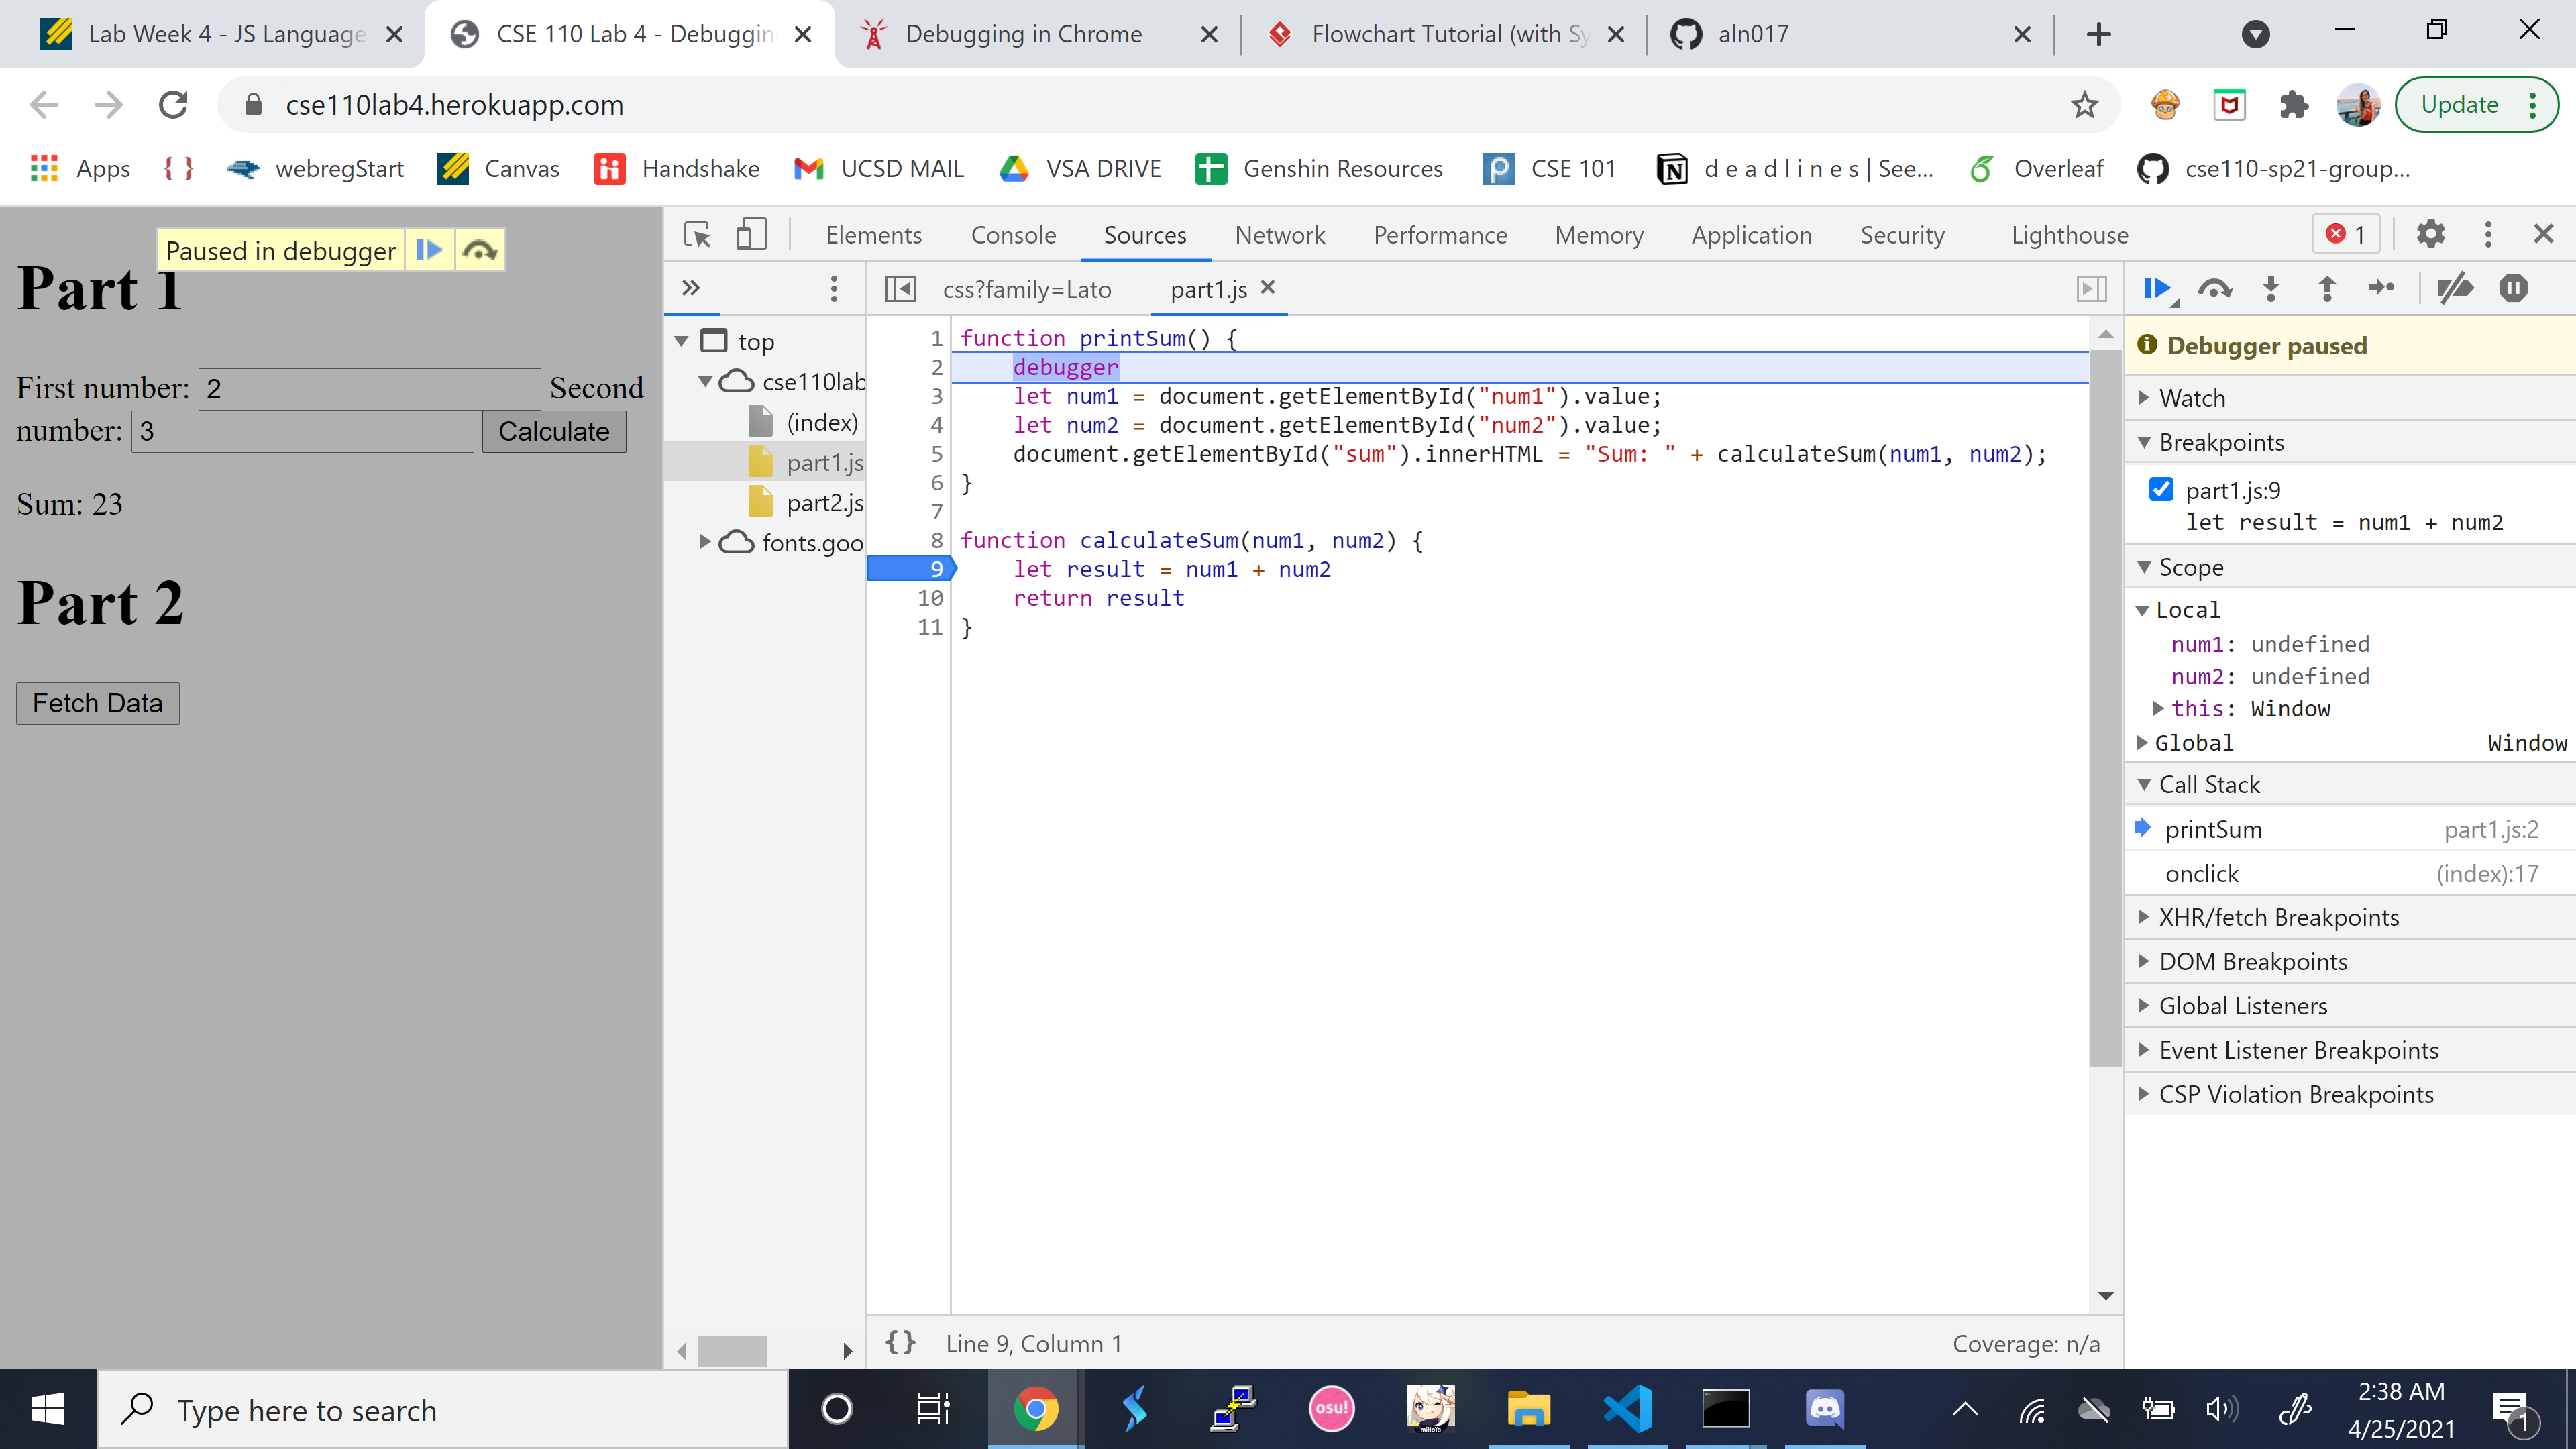 Lab Week 4 - JS Language
CSE 110 Lab 4 - Debuggin
Debugging in Chrome
Flowchart Tutorial (with Sy
aln017
cse110lab4.herokuapp.com
Update
Apps
{ }
webregStart
Canvas
Handshake
UCSD MAIL
VSA DRIVE
Genshin Resources
CSE 101
d e a d l i n e s | See...
Overleaf
cse110-sp21-group...
Paused in debugger
Part 1
First number: 2 Second
number: 3 Calculate
Sum: 23
Part 2
Fetch Data
Elements Console Sources Network Performance Memory Application Security Lighthouse 1
top
cse110lab
(index)
part1.js
part2.js
fonts.goo
css?family=Lato
part1.js
1 function printSum() {
2 debugger
3 let num1 = document.getElementById("num1").value;
4 let num2 = document.getElementById("num2").value;
5 document.getElementById("sum").innerHTML = "Sum: " + calculateSum(num1, num2);
6 }
7
8 function calculateSum(num1, num2) {
9 let result = num1 + num2
10 return result
11 }
{} Line 9, Column 1
Coverage: n/a
Debugger paused
Watch
Breakpoints
part1.js:9
let result = num1 + num2
Scope
Local
num1: undefined
num2: undefined
this: Window
Global Window
Call Stack
printSum part1.js:2
onclick (index):17
XHR/fetch Breakpoints
DOM Breakpoints
Global Listeners
Event Listener Breakpoints
CSP Violation Breakpoints
Type here to search
osu!
miHoYo
2:38 AM
4/25/2021
1